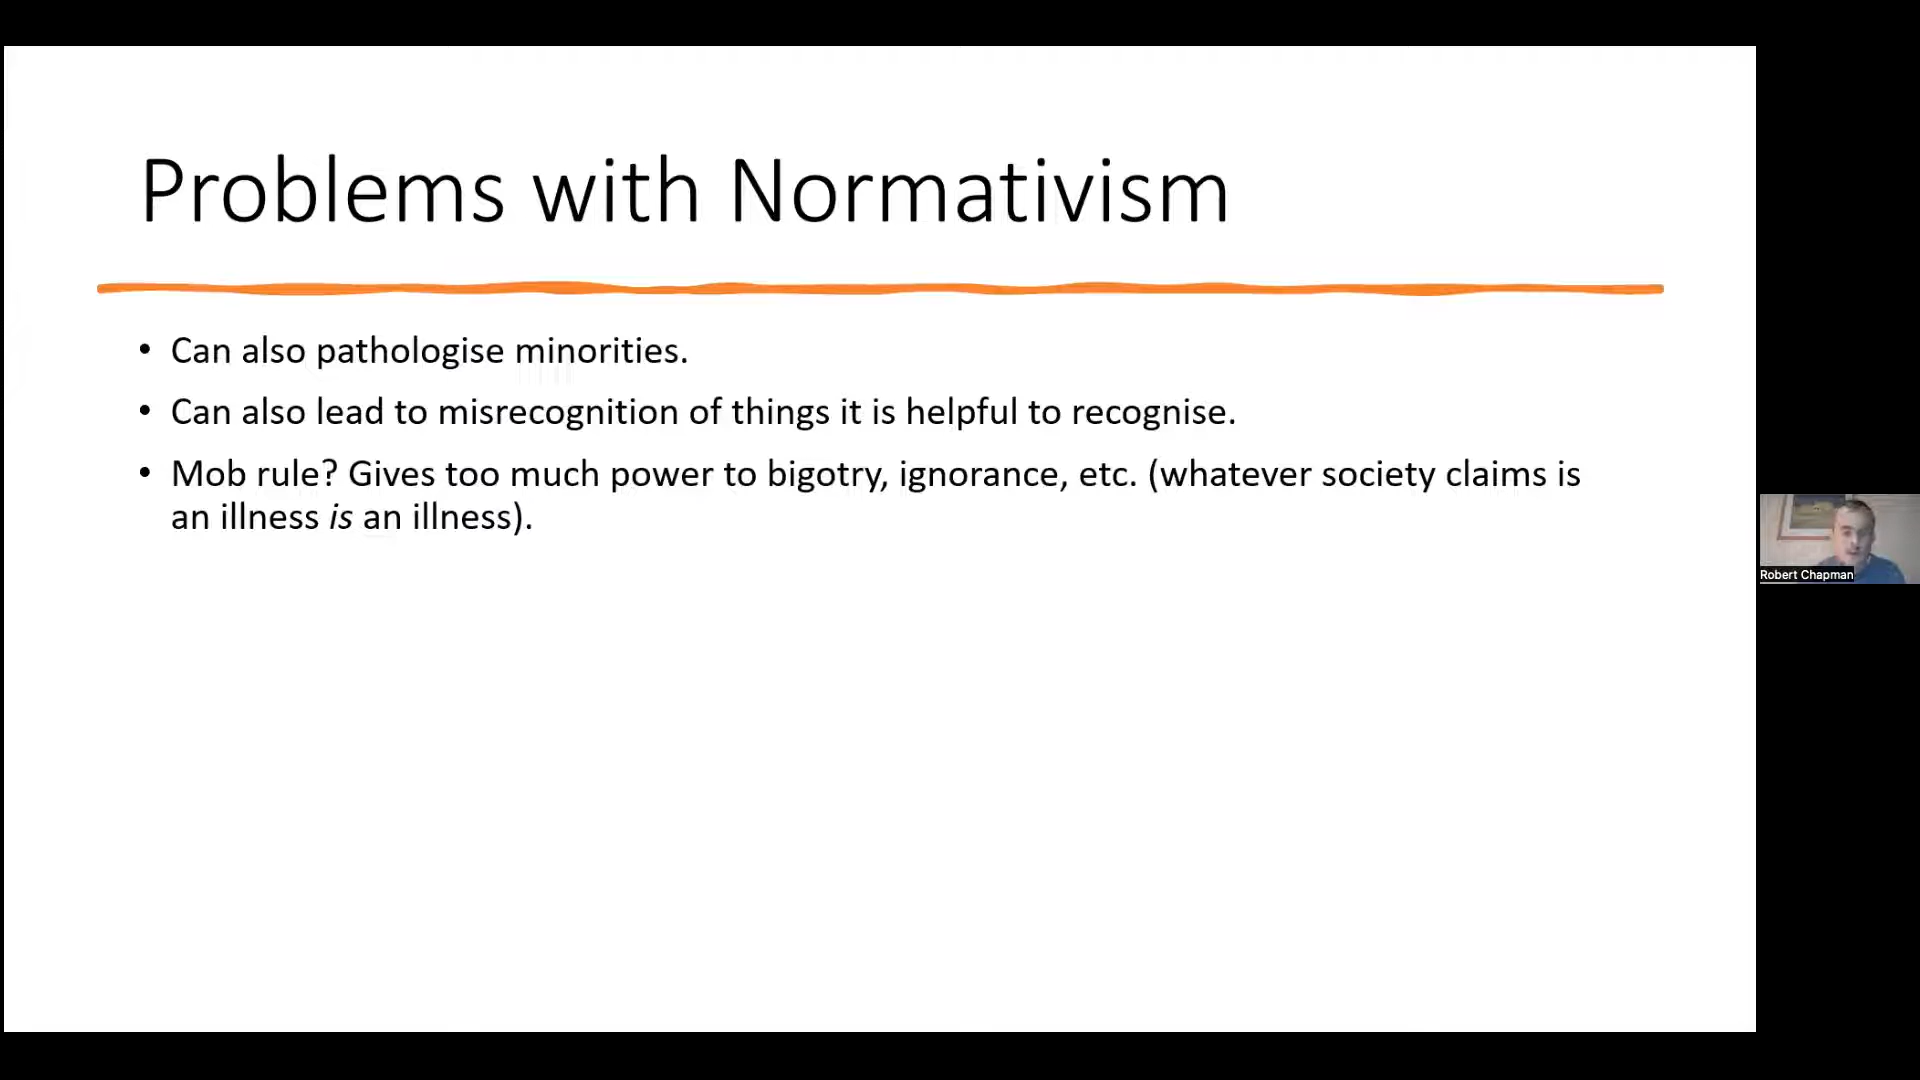 Problems with Normativism
• Can also pathologise minorities.
• Can also lead to misrecognition of things it is helpful to recognise.
• Mob rule? Gives too much power to bigotry, ignorance, etc. (whatever society claims is
an illness is an illness).
Robert Chapman